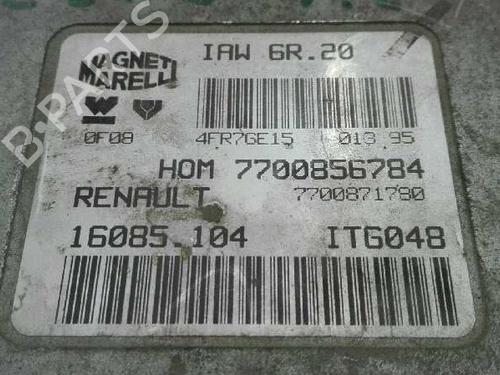 MAGNETI
MARELLI
IAW 6R.20
0F08 4FR7GE15 013 95
HOM 7700856784
RENAULT 7700871780
16085.104 ITG048
B-PARTS